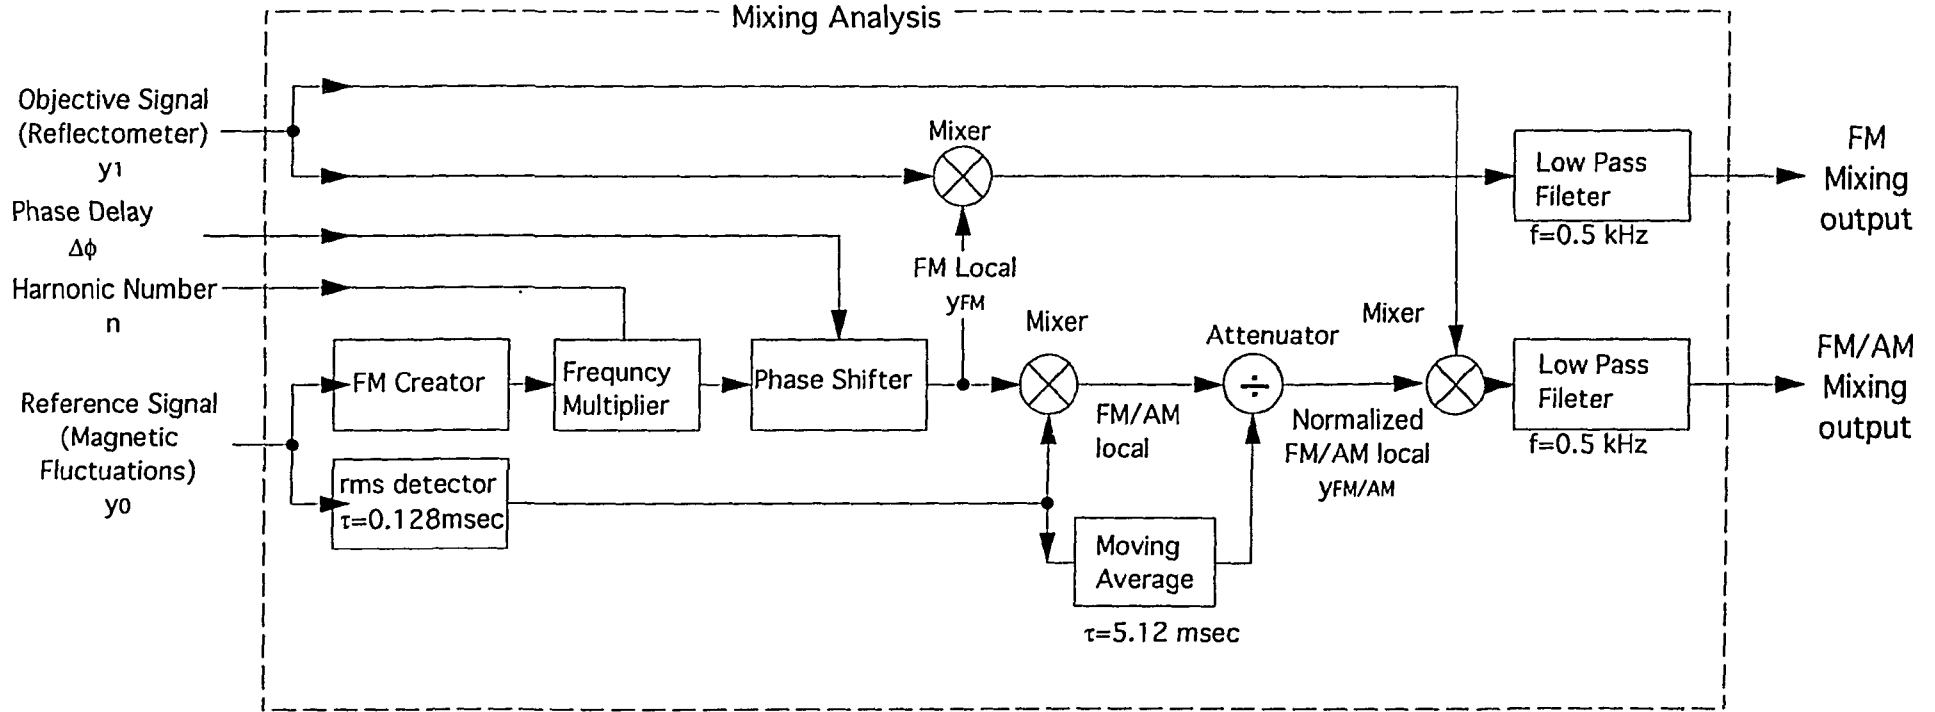 Mixing Analysis
Objective Signal
(Reflectometer)
y1
Phase Delay
Δϕ
Harnonic Number
n
Reference Signal
(Magnetic
Fluctuations)
y0
FM Creator
Frequncy
Multiplier
Phase Shifter
rms detector
τ=0.128msec
Mixer
FM Local
yFM
Mixer
FM/AM
local
Attenuator
÷
Normalized
FM/AM local
yFM/AM
Moving
Average
τ=5.12 msec
Mixer
Low Pass
Fileter
f=0.5 kHz
Low Pass
Fileter
f=0.5 kHz
FM
Mixing
output
FM/AM
Mixing
output